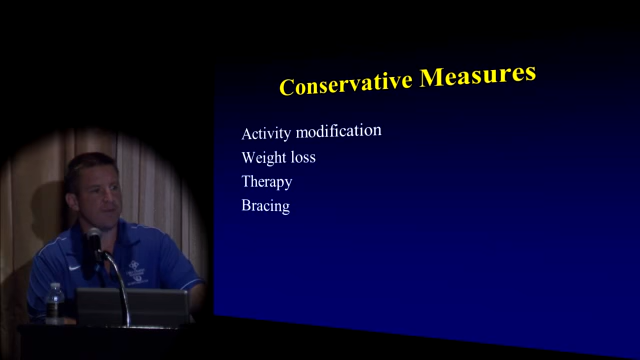 Conservative Measures
Activity modification
Weight loss
Therapy
Bracing